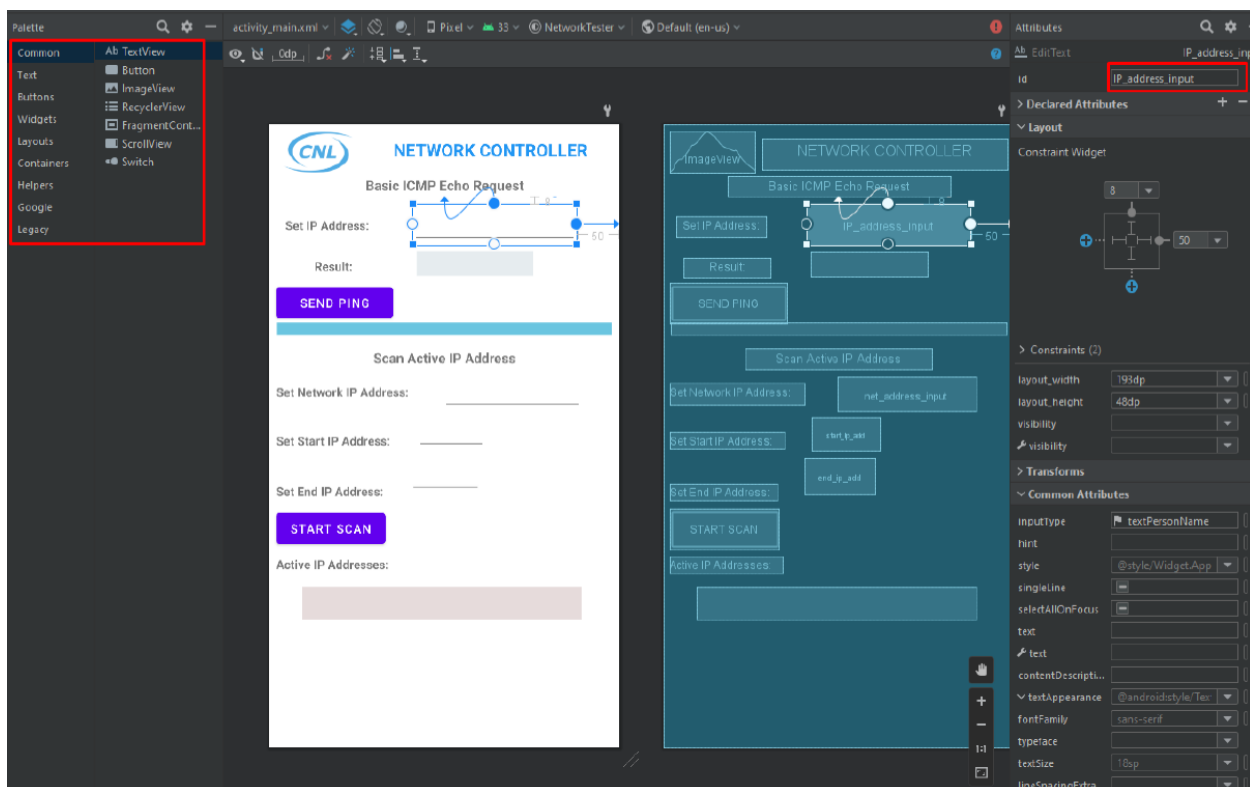 Palette
Common
Text
Buttons
Widgets
Layouts
Containers
Helpers
Google
Legacy
Ab TextView
Button
ImageView
RecyclerView
FragmentCont...
ScrollView
Switch
activity_main.xml
Pixel
33
NetworkTester
Default (en-us)
0dp
CNL
NETWORK CONTROLLER
Basic ICMP Echo Request
8
Set IP Address:
50
Result:
SEND PING
Scan Active IP Address
Set Network IP Address:
Set Start IP Address:
Set End IP Address:
START SCAN
Active IP Addresses:
ImageView
NETWORK CONTROLLER
Basic ICMP Echo Request
8
Set IP Address:
IP_address_input
50
Result:
SEND PING
Scan Active IP Address
Set Network IP Address:
net_address_input
Set Start IP Address:
start_ip_add
end_ip_add
Set End IP Address:
START SCAN
Active IP Addresses:
1:1
Attributes
Ab EditText
IP_address_inp
id
IP_address_input
Declared Attributes
Layout
Constraint Widget
8
50
Constraints (2)
layout_width 193dp
layout_height 48dp
visibility
visibility
Transforms
Common Attributes
inputType textPersonName
hint
style @style/Widget.App
singleLine
selectAllOnFocus
text
text
contentDescripti...
textAppearance @android:style/Tex
fontFamily sans-serif
typeface
textSize 18sp
lineSpacingExtra